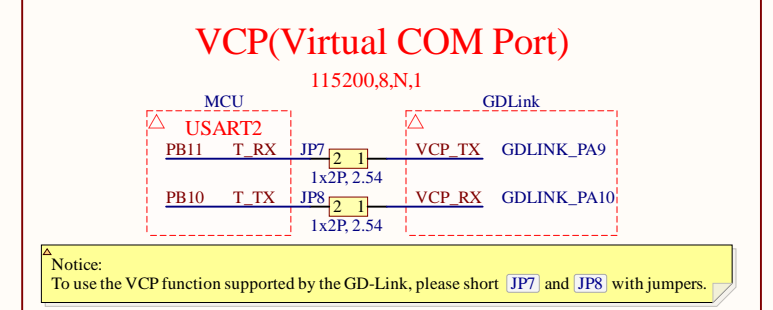 VCP(Virtual COM Port)
115200,8,N,1
MCU GDLink
USART2
PB11 T_RX JP7 2 1 VCP_TX GDLINK_PA9
1x2P, 2.54
PB10 T_TX JP8 2 1 VCP_RX GDLINK_PA10
1x2P, 2.54
Notice:
To use the VCP function supported by the GD-Link, please short JP7 and JP8 with jumpers.